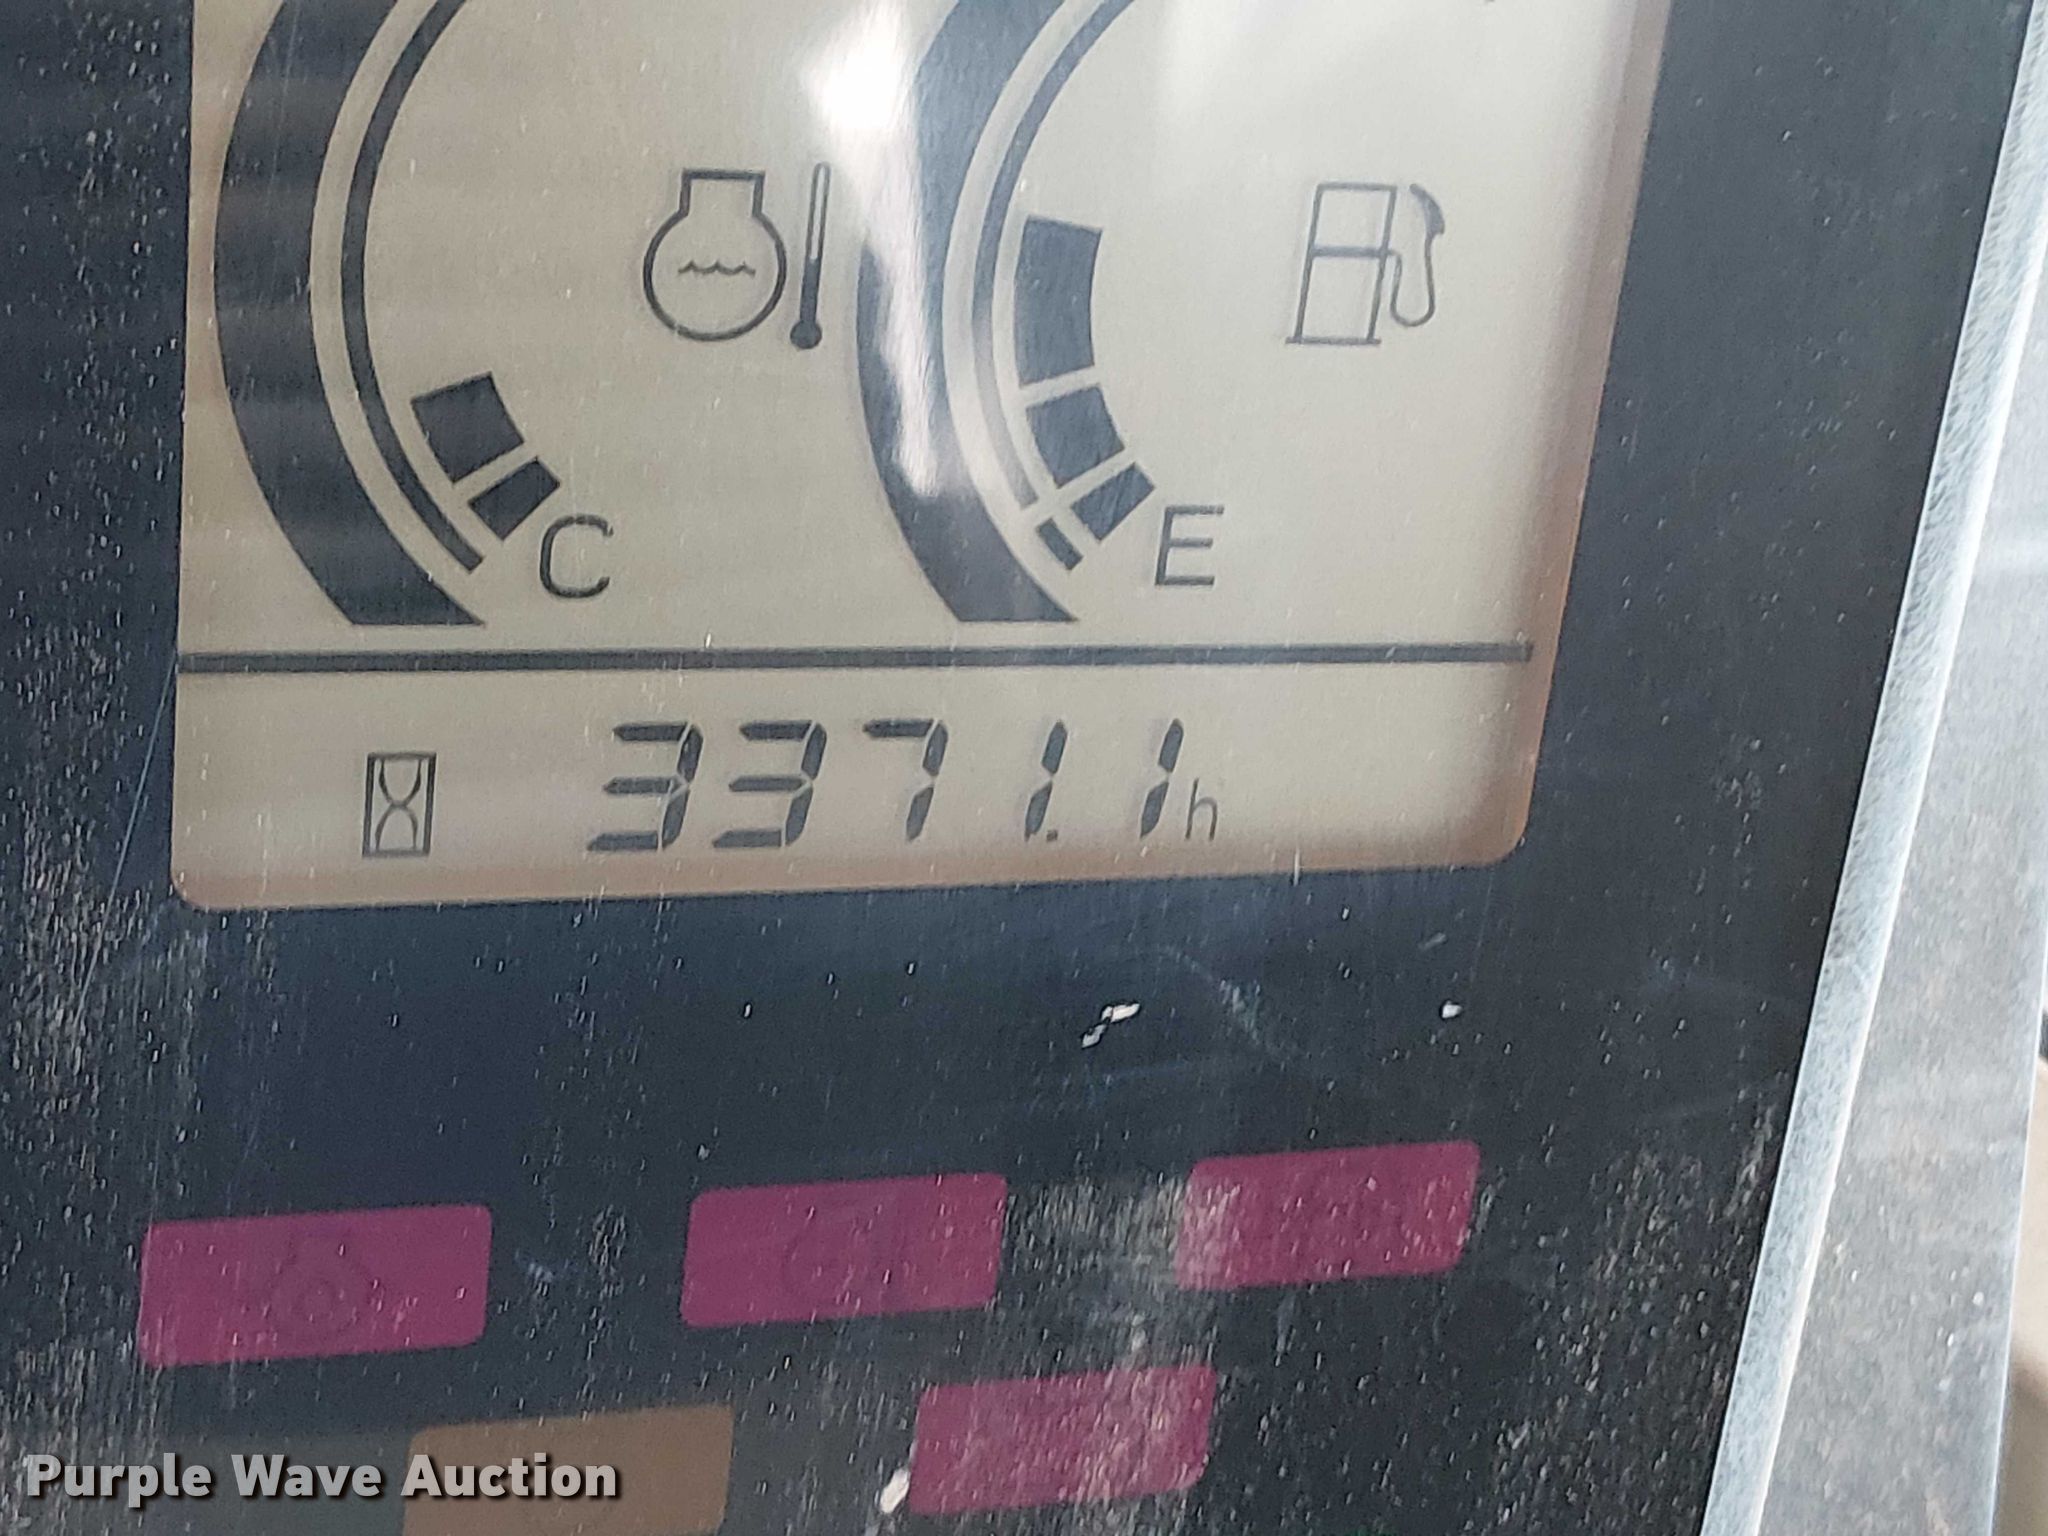 C
E
3371.1h
Purple Wave Auction